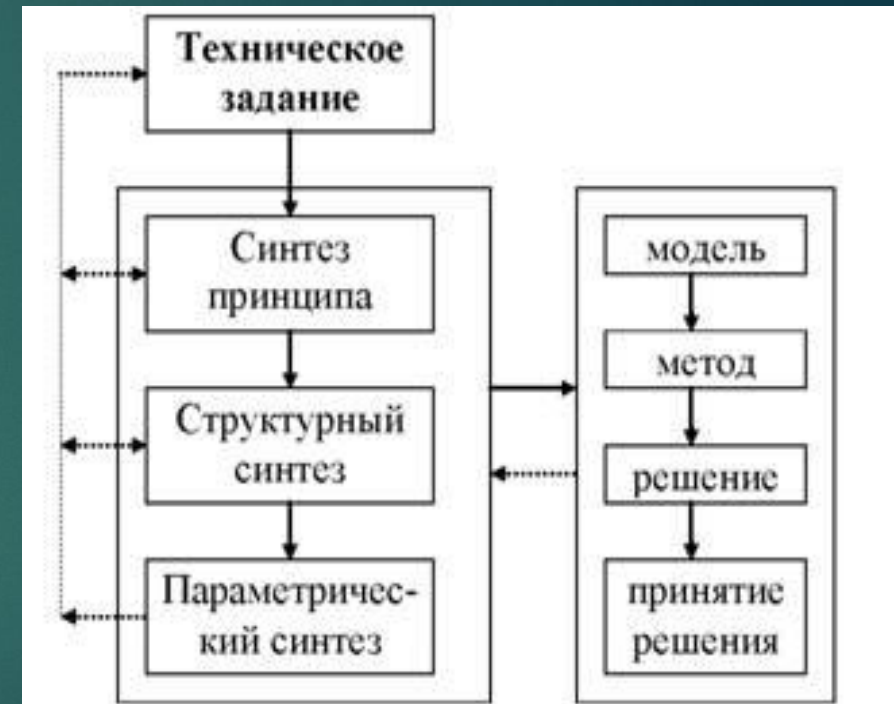 Техническое
задание
Синтез
принципа
Структурный
синтез
Параметричес-
кий синтез
модель
метод
решение
принятие
решения